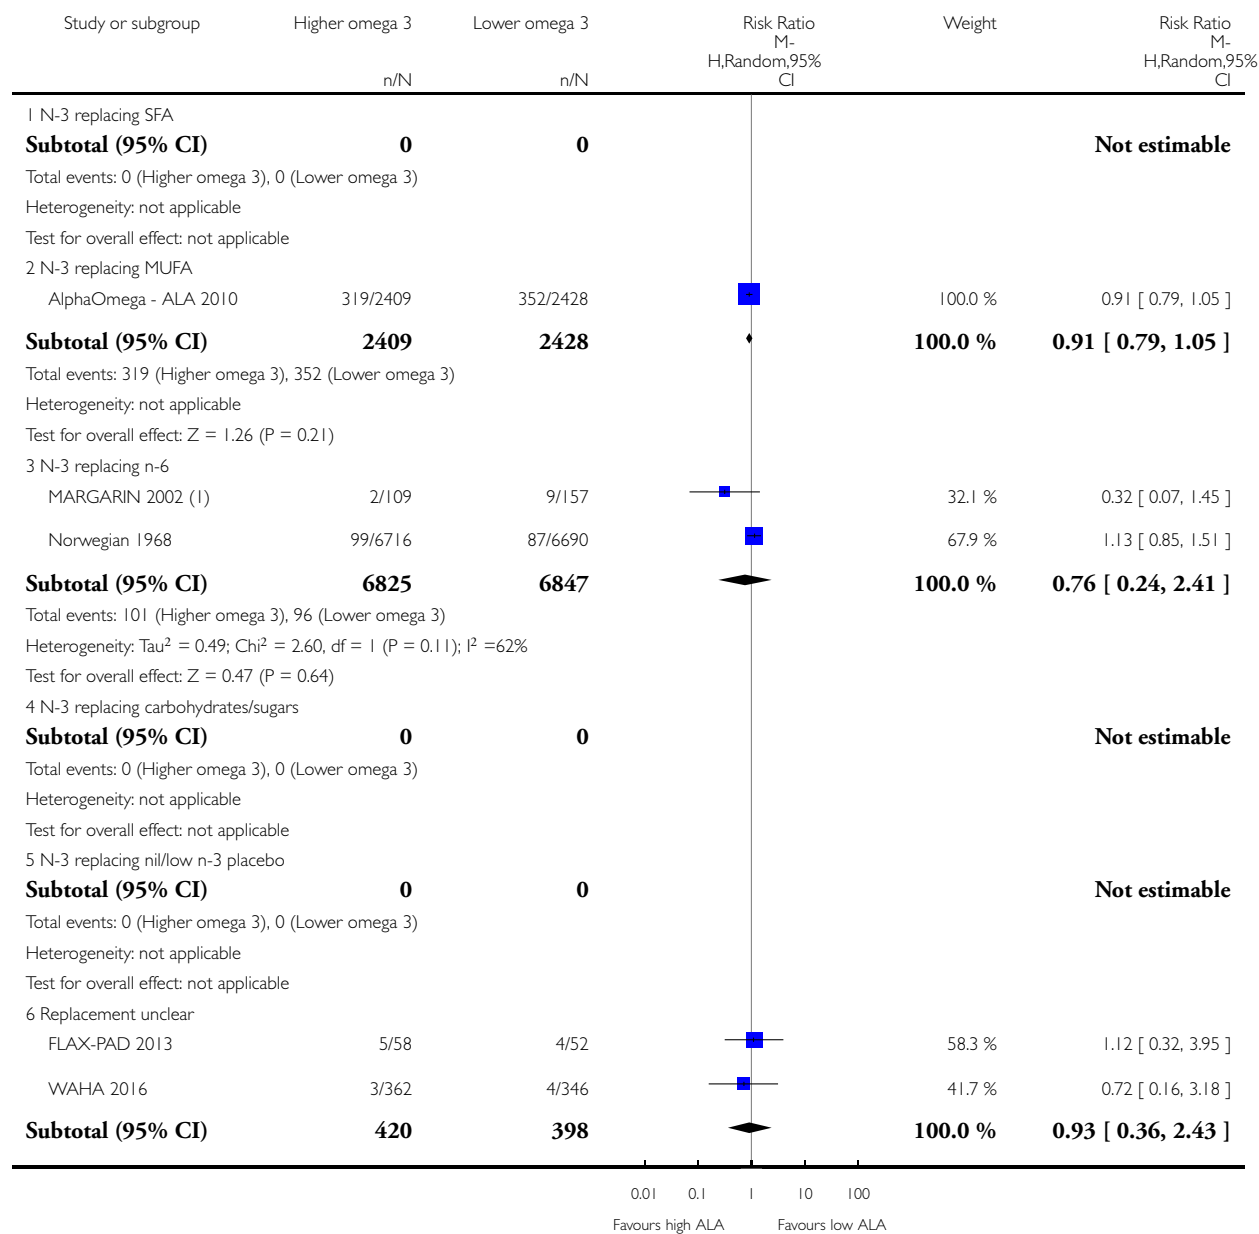 Study or subgroup Higher omega 3 Lower omega 3 Risk Ratio Weight Risk Ratio
M- M-
H,Random,95% H,Random,95%
n/N n/N CI CI
1 N-3 replacing SFA
Subtotal (95% CI) 0 0 Not estimable
Total events: 0 (Higher omega 3), 0 (Lower omega 3)
Heterogeneity: not applicable
Test for overall effect: not applicable
2 N-3 replacing MUFA
AlphaOmega - ALA 2010 319/2409 352/2428 100.0 % 0.91 [ 0.79, 1.05 ]
Subtotal (95% CI) 2409 2428 100.0 % 0.91 [ 0.79, 1.05 ]
Total events: 319 (Higher omega 3), 352 (Lower omega 3)
Heterogeneity: not applicable
Test for overall effect: Z = 1.26 (P = 0.21)
3 N-3 replacing n-6
MARGARIN 2002 (1) 2/109 9/157 32.1 % 0.32 [ 0.07, 1.45 ]
Norwegian 1968 99/6716 87/6690 67.9 % 1.13 [ 0.85, 1.51 ]
Subtotal (95% CI) 6825 6847 100.0 % 0.76 [ 0.24, 2.41 ]
Total events: 101 (Higher omega 3), 96 (Lower omega 3)
Heterogeneity: Tau² = 0.49; Chi² = 2.60, df = 1 (P = 0.11); I² =62%
Test for overall effect: Z = 0.47 (P = 0.64)
4 N-3 replacing carbohydrates/sugars
Subtotal (95% CI) 0 0 Not estimable
Total events: 0 (Higher omega 3), 0 (Lower omega 3)
Heterogeneity: not applicable
Test for overall effect: not applicable
5 N-3 replacing nil/low n-3 placebo
Subtotal (95% CI) 0 0 Not estimable
Total events: 0 (Higher omega 3), 0 (Lower omega 3)
Heterogeneity: not applicable
Test for overall effect: not applicable
6 Replacement unclear
FLAX-PAD 2013 5/58 4/52 58.3 % 1.12 [ 0.32, 3.95 ]
WAHA 2016 3/362 4/346 41.7 % 0.72 [ 0.16, 3.18 ]
Subtotal (95% CI) 420 398 100.0 % 0.93 [ 0.36, 2.43 ]
0.01 0.1 1 10 100
Favours high ALA Favours low ALA